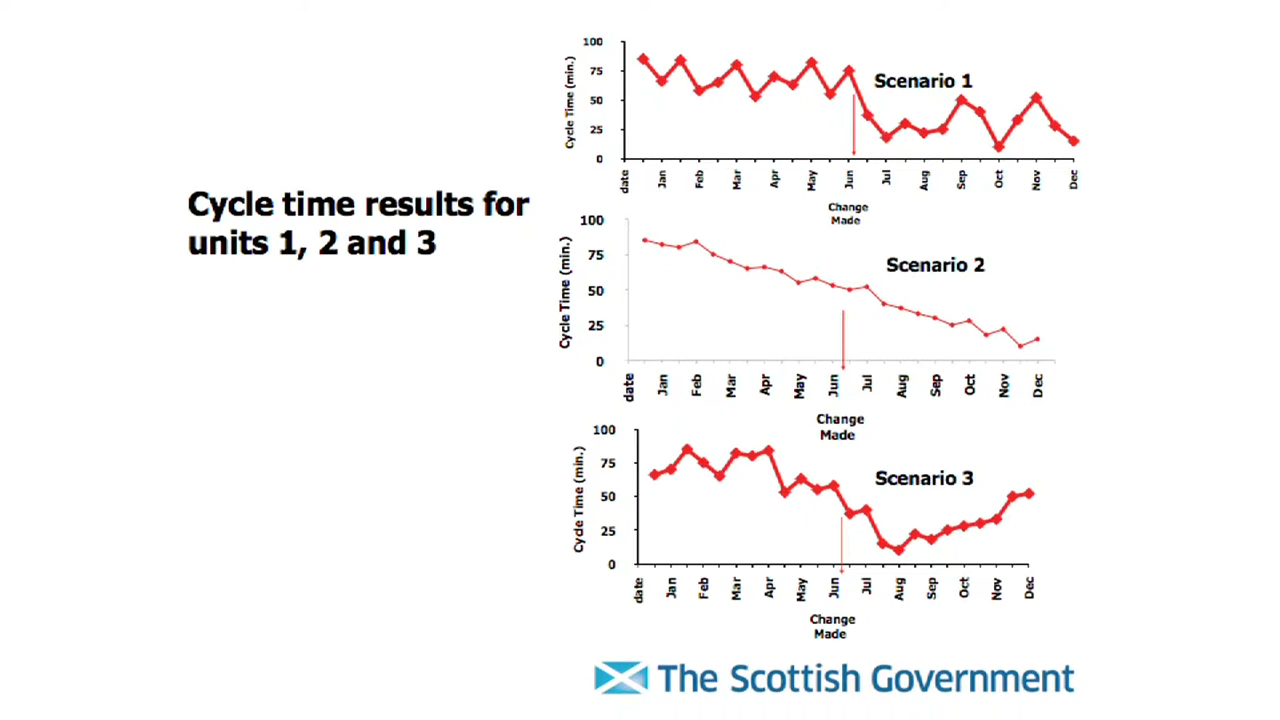 Cycle time results for
units 1, 2 and 3
Scenario 1
Cycle Time (min.)
100
75
50
25
0
date Jan Feb Mar Apr May Jun Jul Aug Sep Oct Nov Dec
Change
Made
Scenario 2
Cycle Time (min.)
100
75
50
25
0
date Jan Feb Mar Apr May Jun Jul Aug Sep Oct Nov Dec
Change
Made
Scenario 3
Cycle Time (min.)
100
75
50
25
0
date Jan Feb Mar Apr May Jun Jul Aug Sep Oct Nov Dec
Change
Made
The Scottish Government